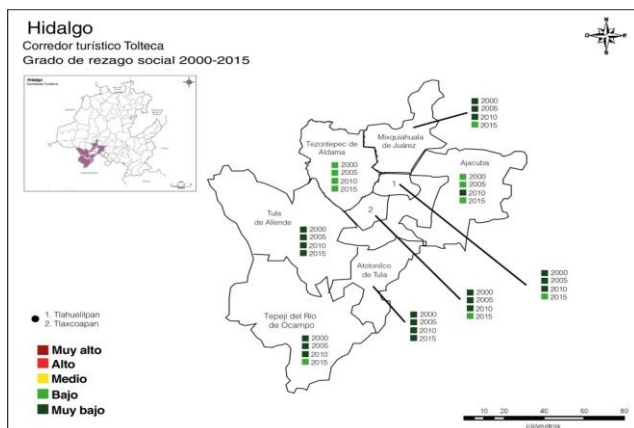 Hidalgo
Corredor turístico Tolteca
Grado de rezago social 2000-2015
Hidalgo
Mixquiahuala
de Juárez
2000
2005
2010
2015
Tezontepec de
Aldama
2000
2005
2010
2015
Ajacuba
2000
2005
2010
2015
1
2
Tula
de Allende
2000
2005
2010
2015
Atotonilco
de Tula
2000
2005
2010
2015
2000
2005
2010
2015
2000
2005
2010
2015
Tepeji del Río
de Ocampo
2000
2005
2010
2015
1. Tlahuelilpan
2. Tlaxcoapan
Muy alto
Alto
Medio
Bajo
Muy bajo
10 20 40 60 80
Kilómetros